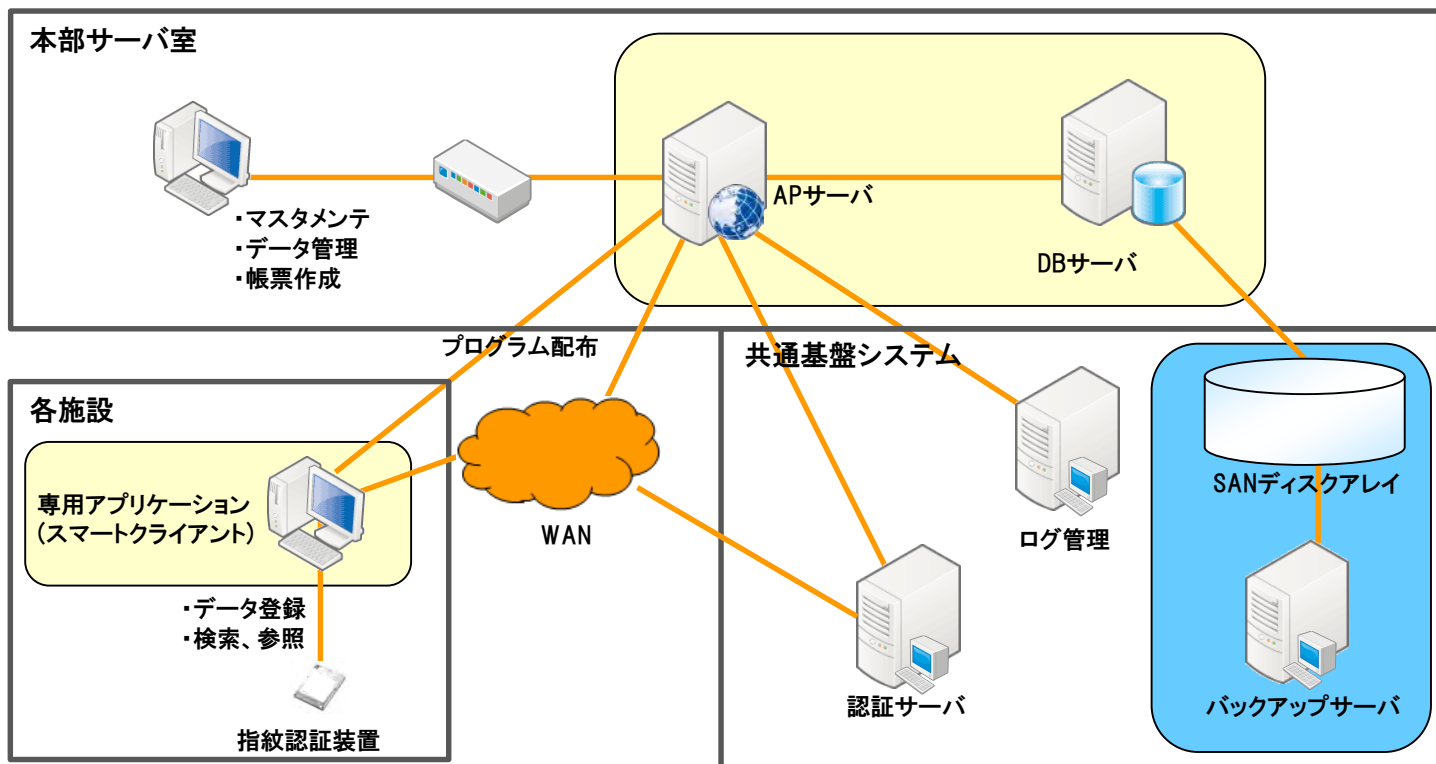 本部サーバ室
APサーバ
DBサーバ
・マスタメンテ
・データ管理
・帳票作成
プログラム配布
共通基盤システム
各施設
専用アプリケーション
(スマートクライアント)
WAN
SANディスクアレイ
ログ管理
・データ登録
・検索、参照
認証サーバ
バックアップサーバ
指紋認証装置